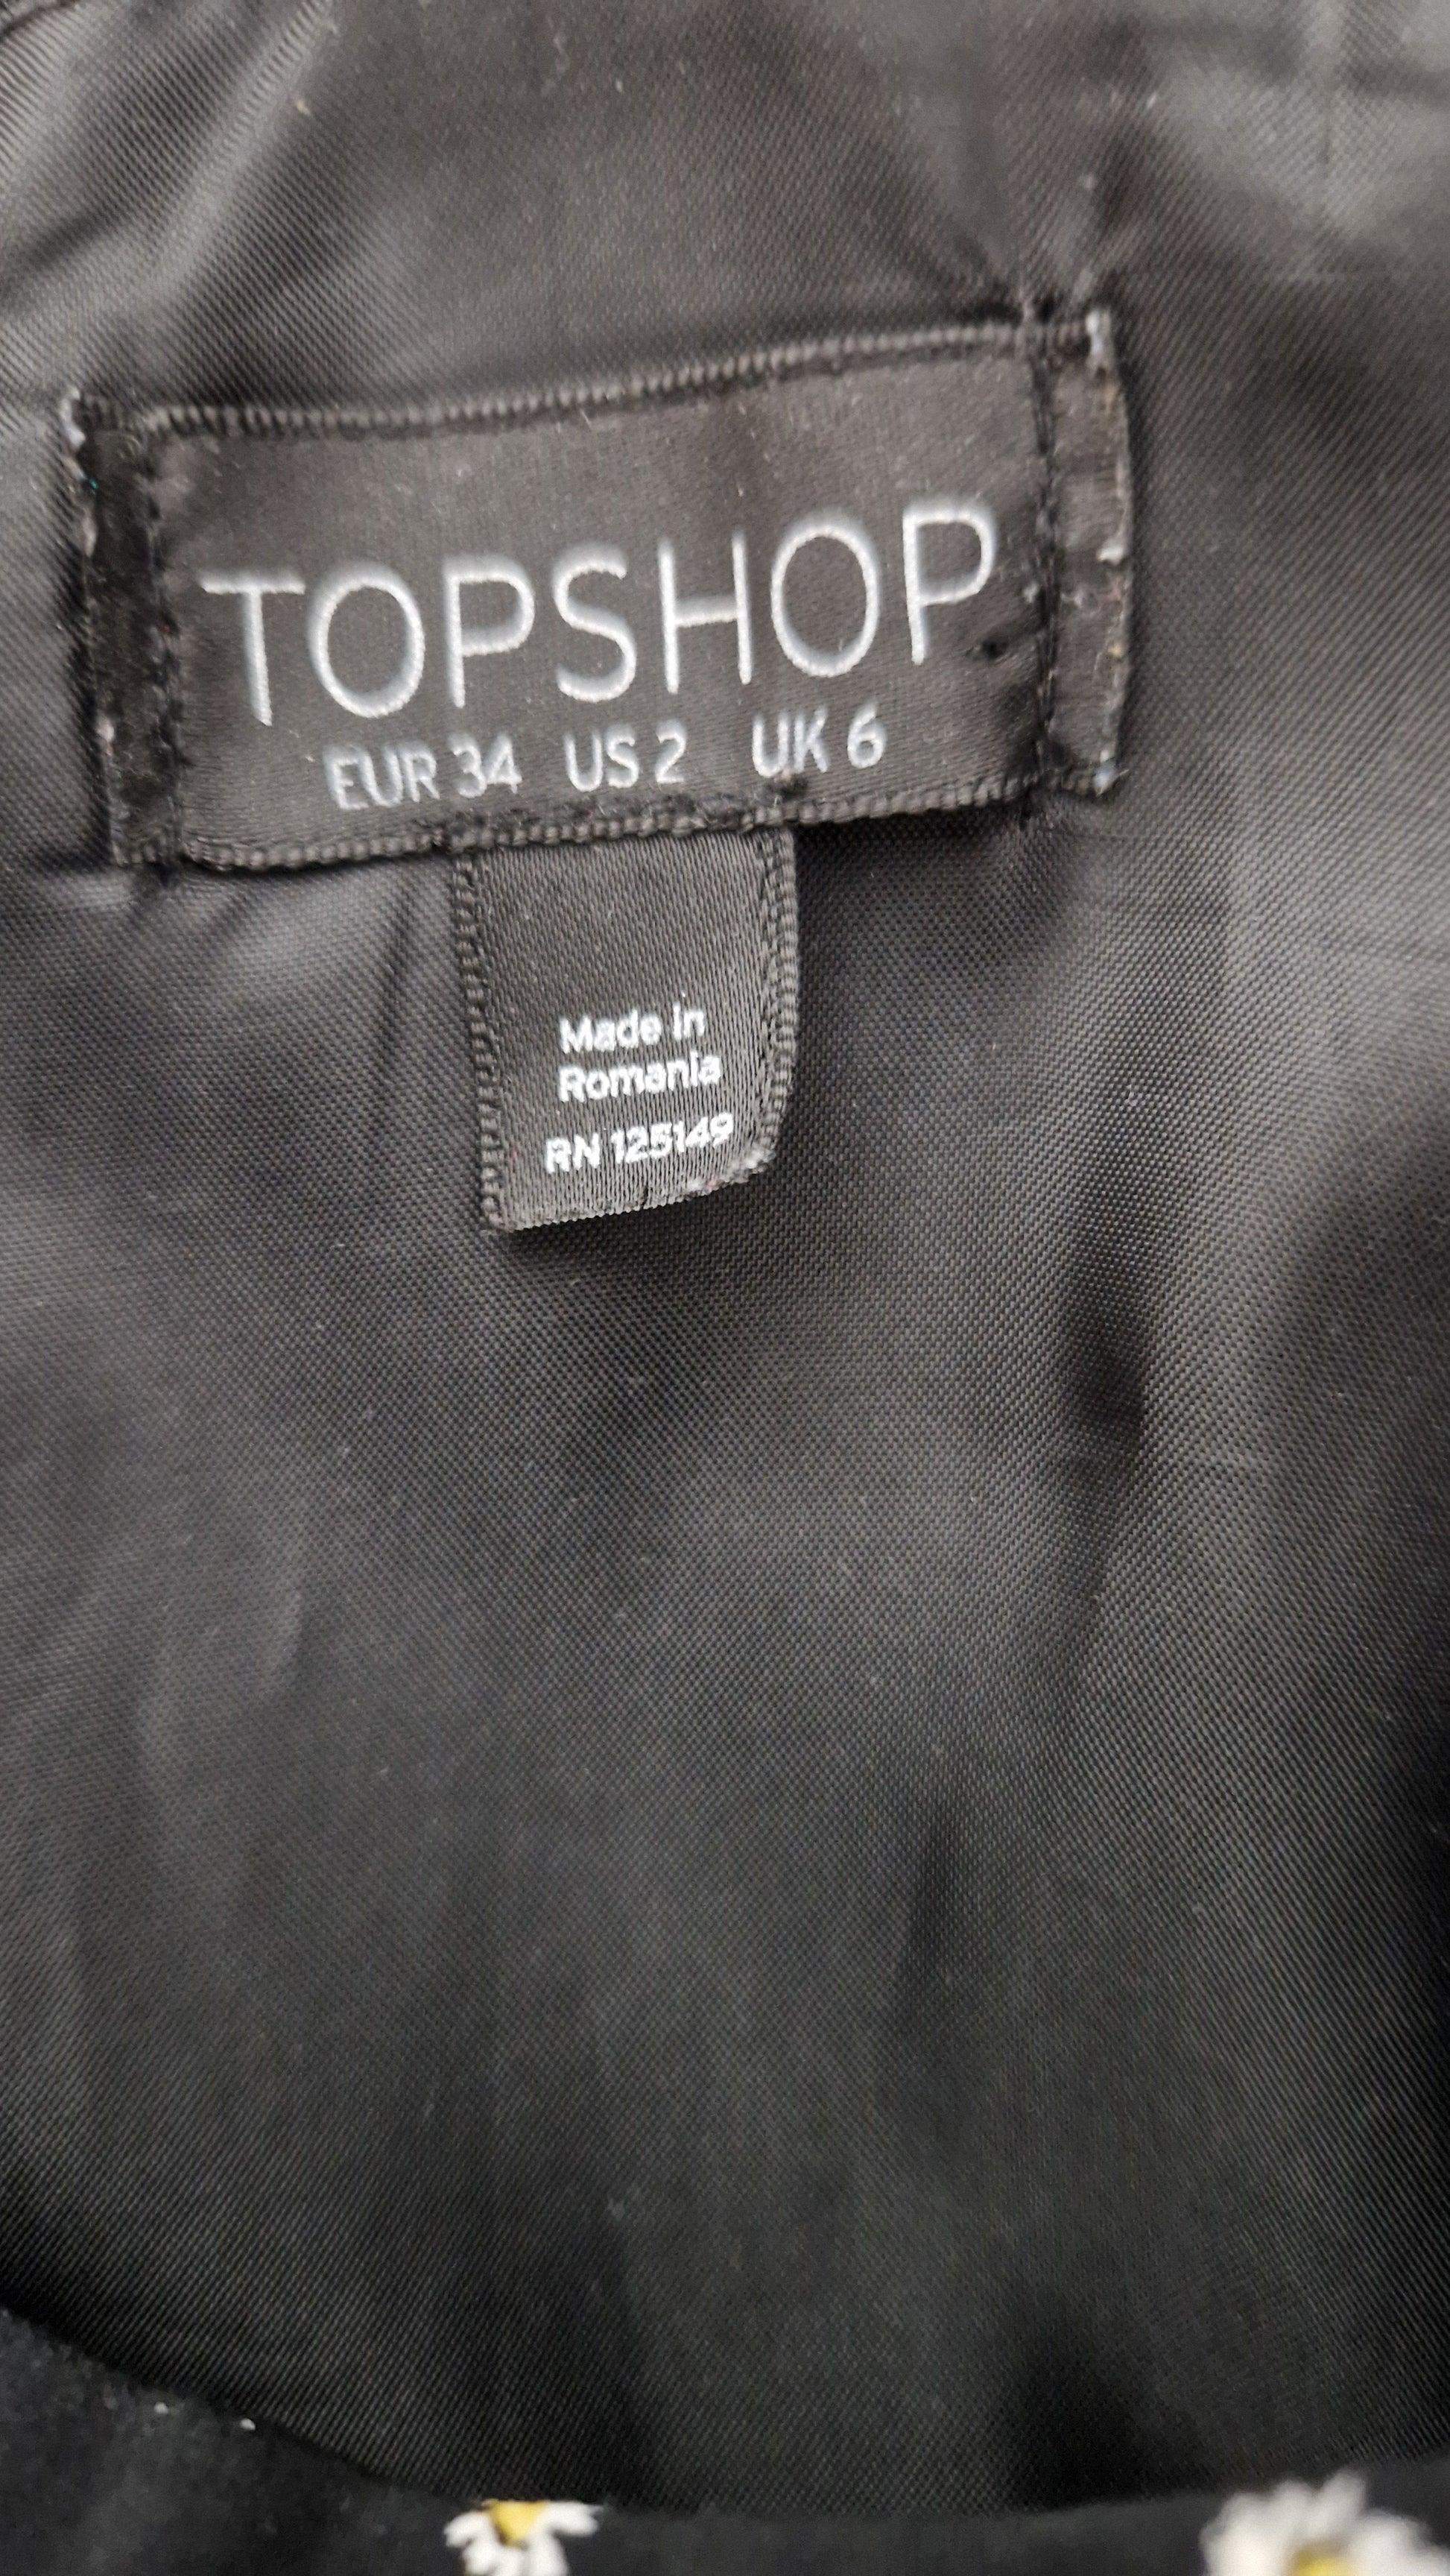 TOPSHOP
EUR 34 US 2 UK 6
Made in
Romania
RN 125149